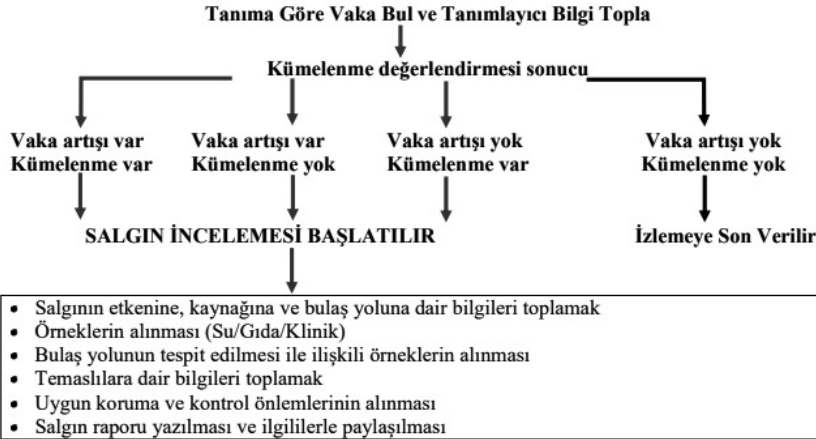 Tanıma Göre Vaka Bul ve Tanımlayıcı Bilgi Topla
Kümelenme değerlendirmesi sonucu
Vaka artışı var
Kümelenme var
Vaka artışı var
Kümelenme yok
Vaka artışı yok
Kümelenme var
Vaka artışı yok
Kümelenme yok
SALGIN İNCELEMESİ BAŞLATILIR
İzlemeye Son Verilir
• Salgının etkenine, kaynağına ve bulaş yoluna dair bilgileri toplamak
• Örneklerin alınması (Su/Gıda/Klinik)
• Bulaş yolunun tespit edilmesi ile ilişkili örneklerin alınması
• Temaslılara dair bilgileri toplamak
• Uygun koruma ve kontrol önlemlerinin alınması
• Salgın raporu yazılması ve ilgililerle paylaşılması